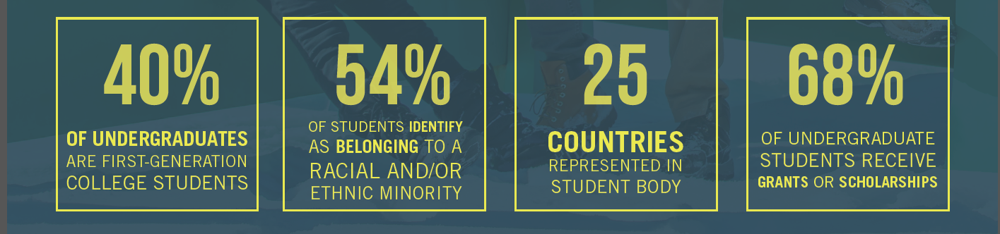 40%
OF UNDERGRADUATES
ARE FIRST-GENERATION
COLLEGE STUDENTS
54%
OF STUDENTS IDENTIFY
AS BELONGING TO A
RACIAL AND/OR
ETHNIC MINORITY
25
COUNTRIES
REPRESENTED IN
STUDENT BODY
68%
OF UNDERGRADUATE
STUDENTS RECEIVE
GRANTS OR SCHOLARSHIPS